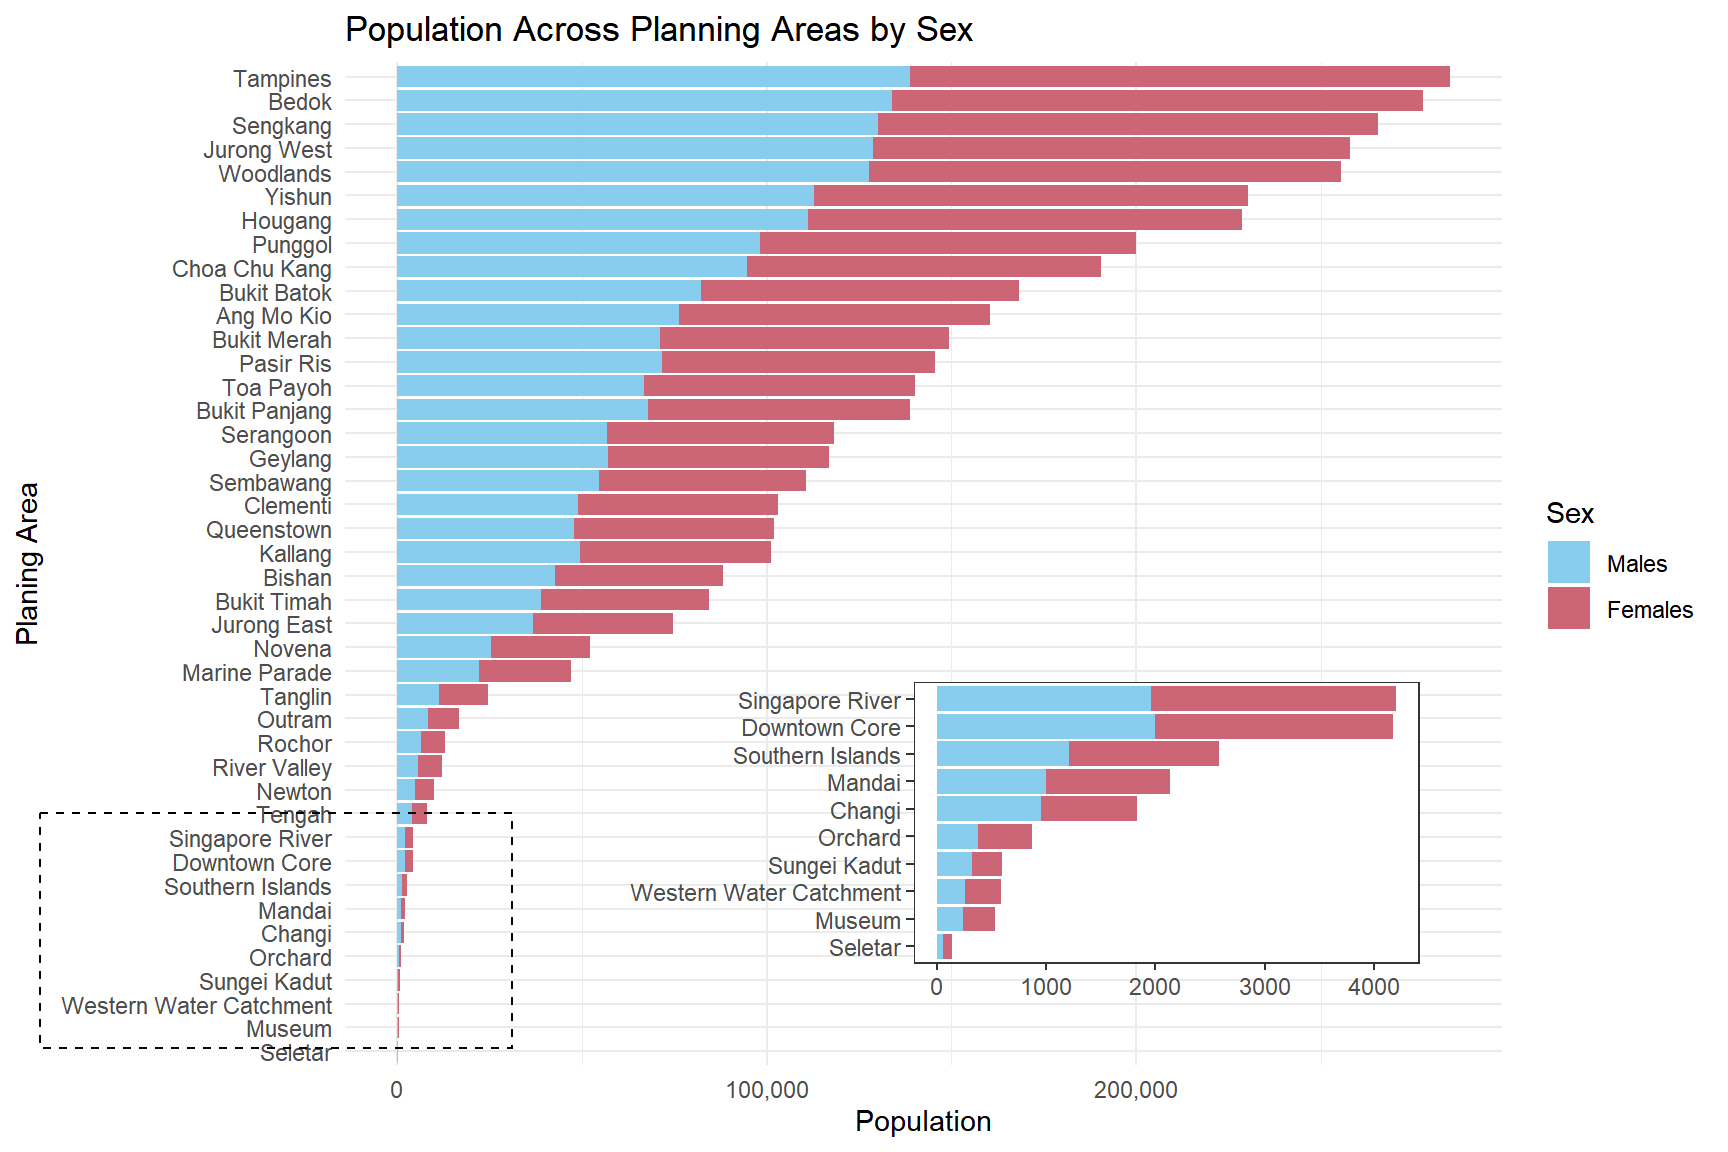 Population Across Planning Areas by Sex
Planing Area
Tampines
Bedok
Sengkang
Jurong West
Woodlands
Yishun
Hougang
Punggol
Choa Chu Kang
Bukit Batok
Ang Mo Kio
Bukit Merah
Pasir Ris
Toa Payoh
Bukit Panjang
Serangoon
Geylang
Sembawang
Clementi
Queenstown
Kallang
Bishan
Bukit Timah
Jurong East
Novena
Marine Parade
Tanglin
Outram
Rochor
River Valley
Newton
Tengah
Singapore River
Downtown Core
Southern Islands
Mandai
Changi
Orchard
Sungei Kadut
Western Water Catchment
Museum
Seletar
0 100,000 200,000
Population
Singapore River
Downtown Core
Southern Islands
Mandai
Changi
Orchard
Sungei Kadut
Western Water Catchment
Museum
Seletar
0 1000 2000 3000 4000
Sex
Males
Females